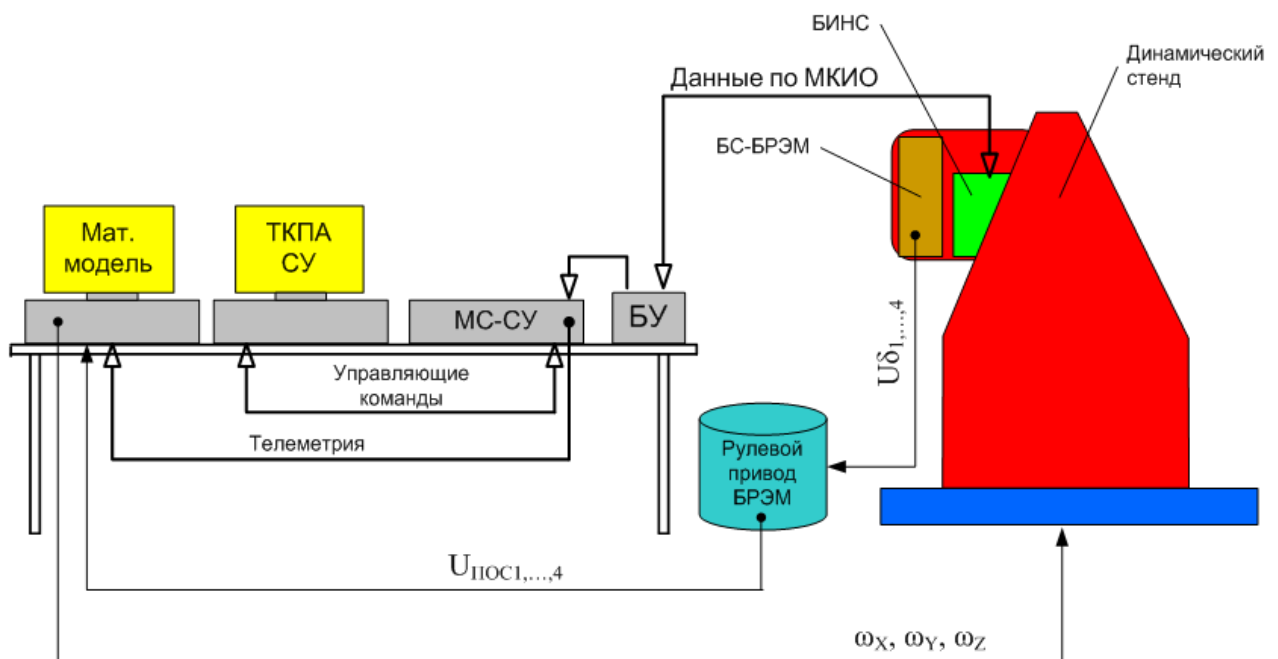 БИНС
Динамический
стенд
Данные по МКИО
БС-БРЭМ
Мат.
модель
ТКПА
СУ
МС-СУ
БУ
Uδ1,...,4
Управляющие
команды
Телеметрия
Рулевой
привод
БРЭМ
UПОС1,...,4
ωX, ωY, ωZ